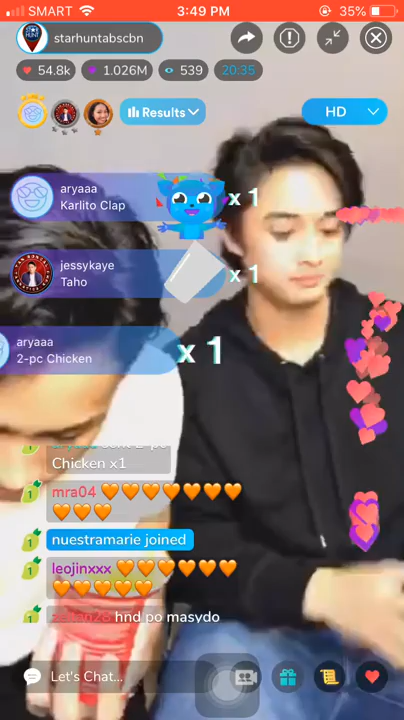 SMART
3:49 PM
35%
starhuntabscbn
54.8k
1.026M
539
20:35
Results
HD
aryaaa
Karlito Clap
x 1
jessykaye
Taho
x 1
aryaaa
2-pc Chicken
x 1
Chicken x1
mra04 🧡🧡🧡🧡🧡🧡🧡
🧡🧡🧡
nuestramarie joined
leojinxxx 🧡🧡🧡🧡🧡🧡
🧡🧡🧡🧡🧡
hnd po masydo
Let's Chat...